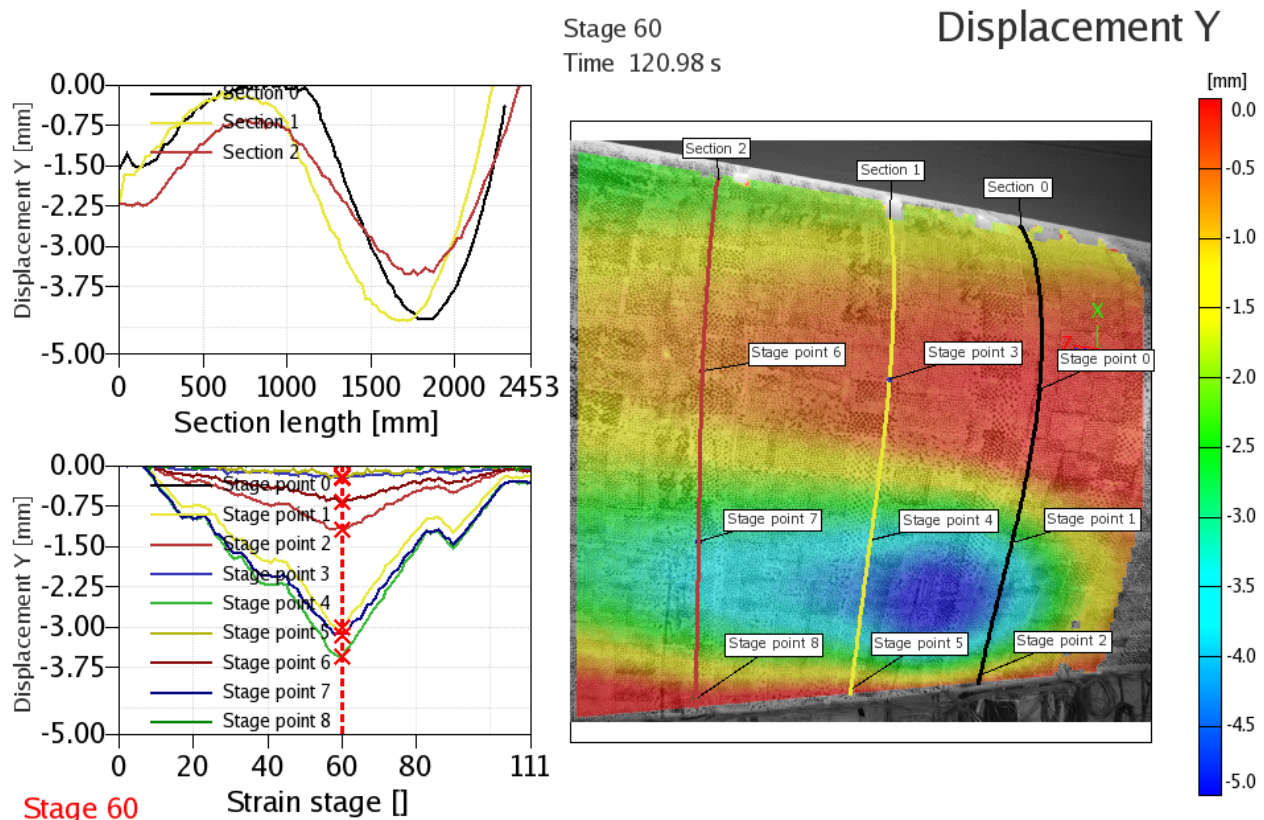 Stage 60
Time 120.98 s
Displacement Y
Displacement Y [mm]
0.00
-0.75
-1.50
-2.25
-3.00
-3.75
-5.00
Section 0
Section 1
Section 2
0
500
1000
1500
2000
2453
Section length [mm]
Displacement Y [mm]
0.00
-0.75
-1.50
-2.25
-3.00
-3.75
-5.00
Stage point 0
Stage point 1
Stage point 2
Stage point 3
Stage point 4
Stage point 5
Stage point 6
Stage point 7
Stage point 8
0
20
40
60
80
111
Strain stage []
Stage 60
Section 2
Section 1
Section 0
X
Z
Stage point 6
Stage point 3
Stage point 0
Stage point 7
Stage point 4
Stage point 1
Stage point 8
Stage point 5
Stage point 2
[mm]
0.0
-0.5
-1.0
-1.5
-2.0
-2.5
-3.0
-3.5
-4.0
-4.5
-5.0